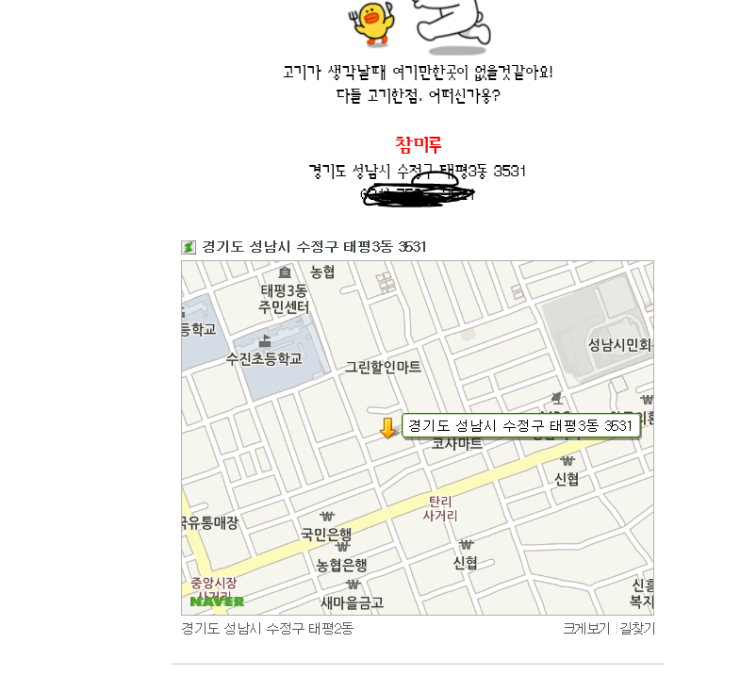 고기가 생각날때 여기만한곳이 없을것같아요!
다들 고기한점. 어떠신가용?
참미루
경기도 성남시 수정구 태평3동 3531
경기도 성남시 수정구 태평3동 3531
농협
태평3동
주민센터
등학교
수진초등학교
성남시민회
그린할인마트
경기도 성남시 수정구 태평3동 3531
코사마트
신협
탄리
사거리
유통매장
국민은행
농협은행
신협
중앙시장
사거리
NAVER
새마을금고
신흥
복지
경기도 성남시 수정구 태평2동
크게보기
길찾기